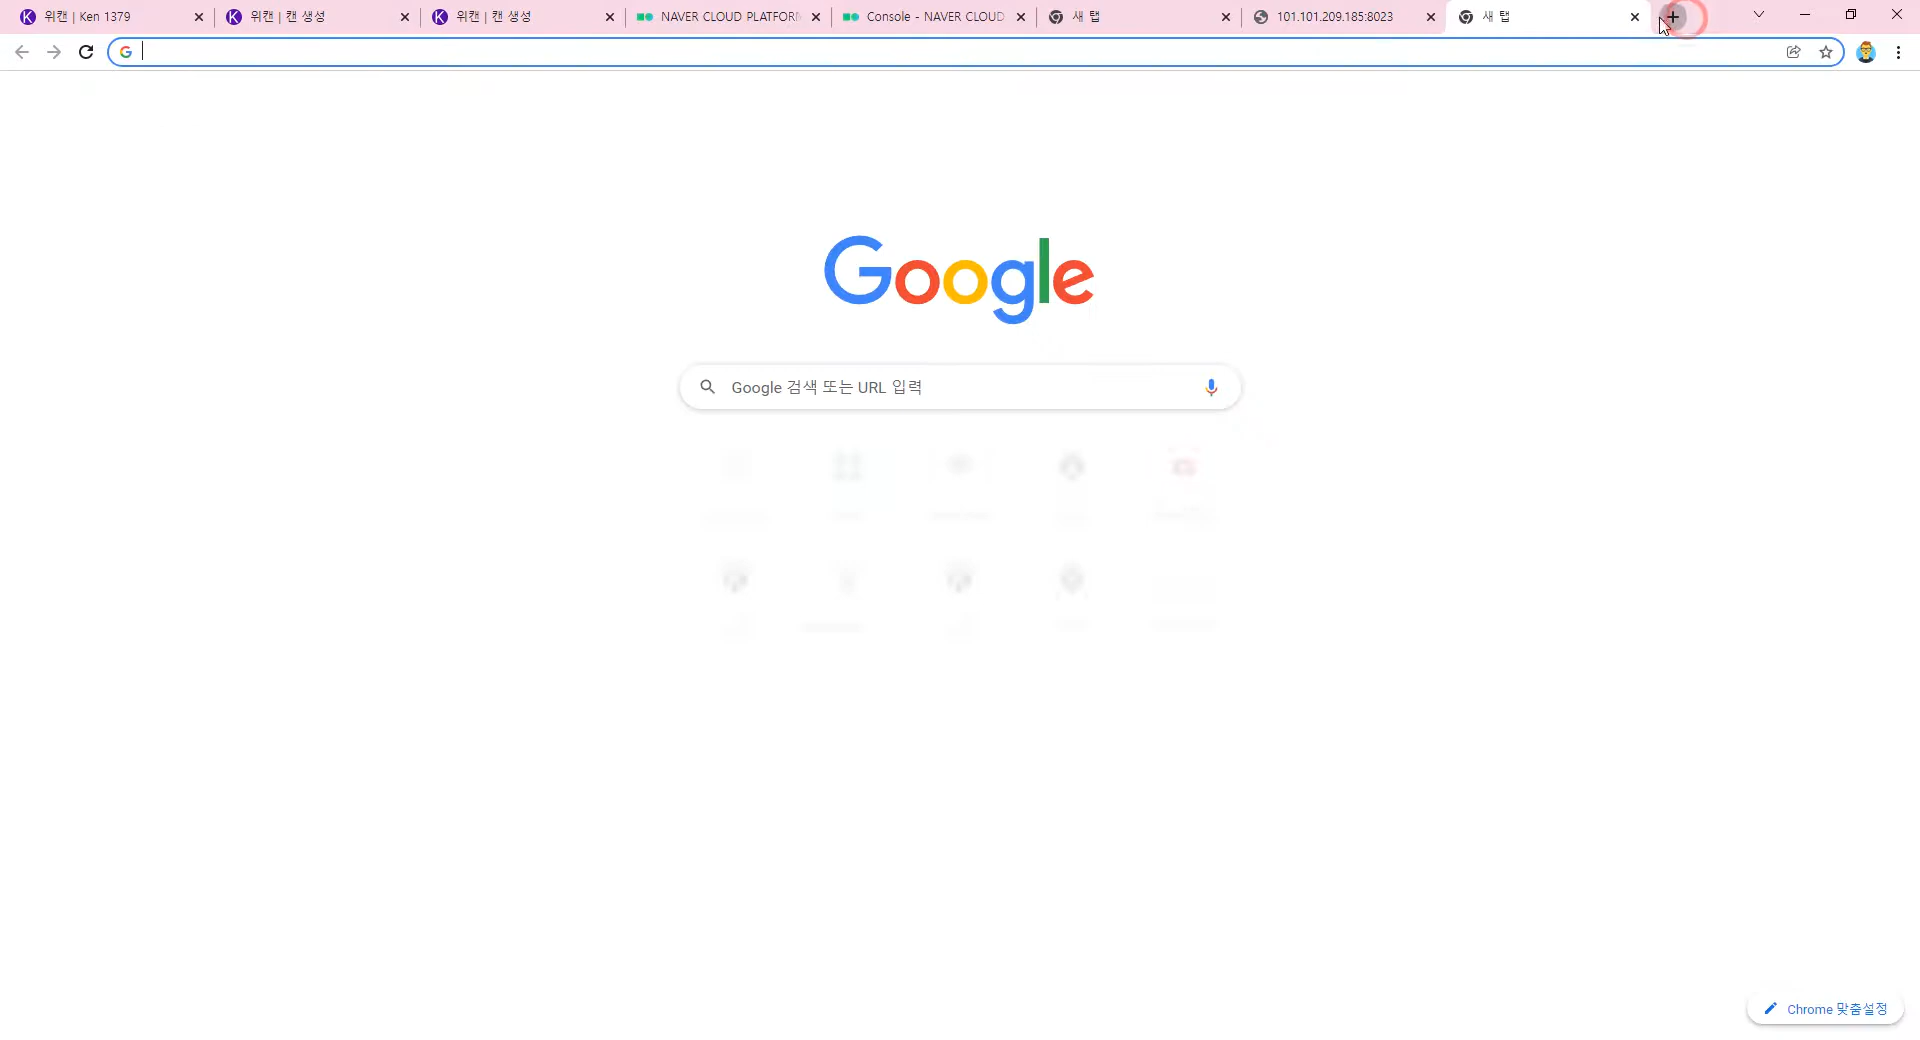 위캔 | Ken 1379
위캔 | 캔 생성
위캔 | 캔 생성
NAVER CLOUD PLATFORM
Console - NAVER CLOUD
새 탭
101.101.209.185:8023
새 탭
Google
Google 검색 또는 URL 입력
Chrome 맞춤설정